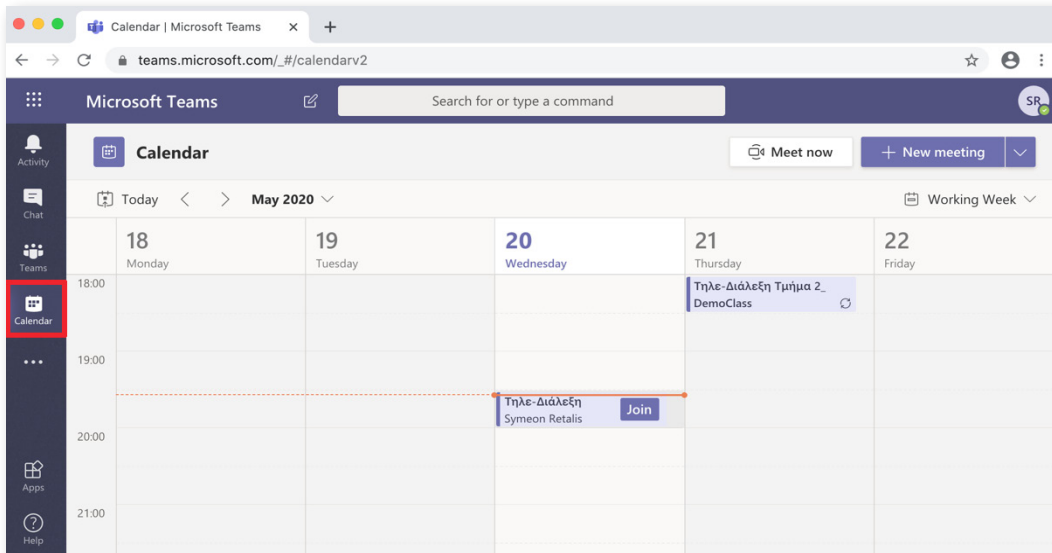 Calendar | Microsoft Teams
teams.microsoft.com/_#/calendarv2
Microsoft Teams
Search for or type a command
SR
Activity
Chat
Teams
Calendar
Apps
Help
Calendar
Meet now
+ New meeting
Today
May 2020
Working Week
18
Monday
19
Tuesday
20
Wednesday
21
Thursday
22
Friday
18:00
Τηλε-Διάλεξη Τμήμα 2_
DemoClass
19:00
Τηλε-Διάλεξη
Symeon Retalis
Join
20:00
21:00